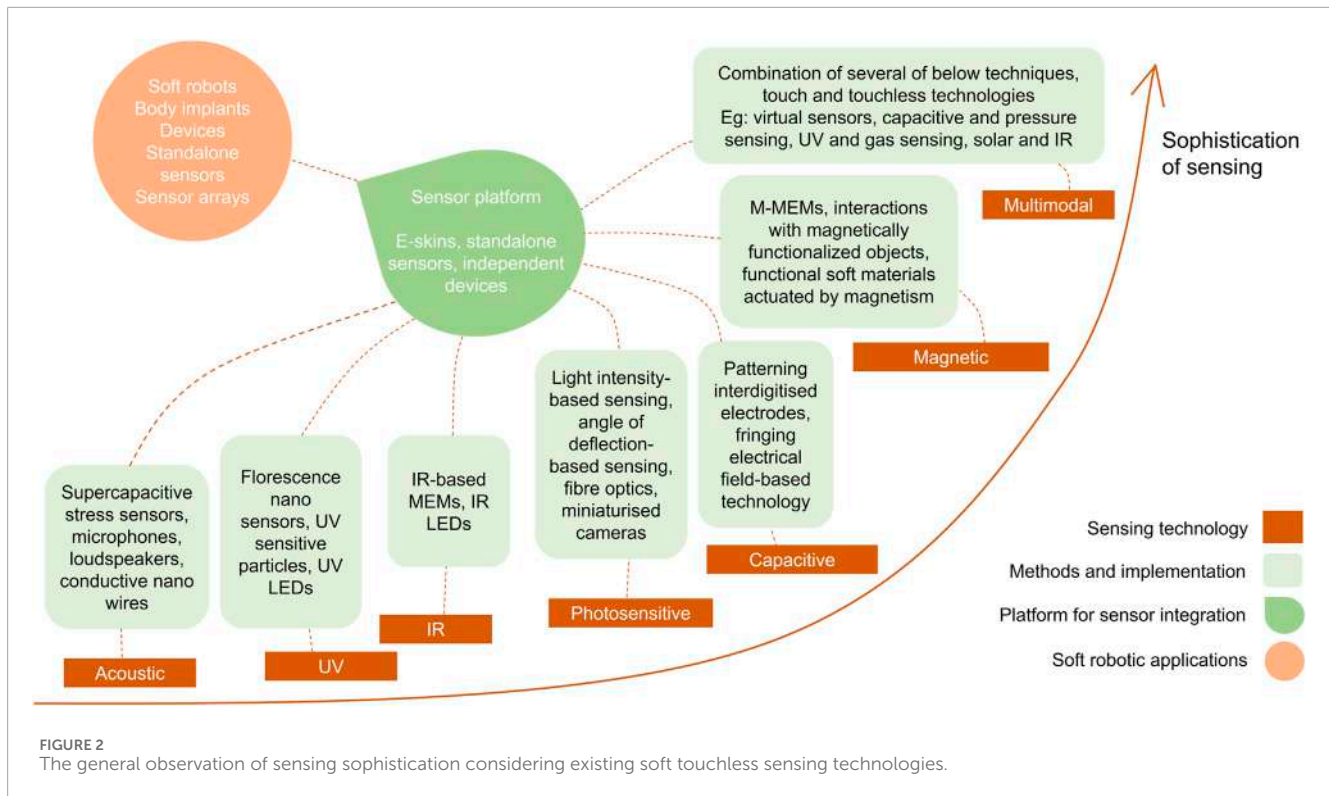 Soft robots
Body implants
Devices
Standalone
sensors
Sensor arrays
Sensor platform
E-skins, standalone
sensors, independent
devices
Combination of several of below techniques,
touch and touchless technologies
Eg: virtual sensors, capacitive and pressure
sensing, UV and gas sensing, solar and IR
Multimodal
Sophistication
of sensing
M-MEMs, interactions
with magnetically
functionalized objects,
functional soft materials
actuated by magnetism
Magnetic
Patterning
interdigitised
electrodes,
fringing
electrical
field-based
technology
Capacitive
Light intensity-
based sensing,
angle of
deflection-
based sensing,
fibre optics,
miniaturised
cameras
Photosensitive
IR-based
MEMs, IR
LEDs
IR
Florescence
nano
sensors, UV
sensitive
particles, UV
LEDs
UV
Supercapacitive
stress sensors,
microphones,
loudspeakers,
conductive nano
wires
Acoustic
Sensing technology
Methods and implementation
Platform for sensor integration
Soft robotic applications
FIGURE 2
The general observation of sensing sophistication considering existing soft touchless sensing technologies.